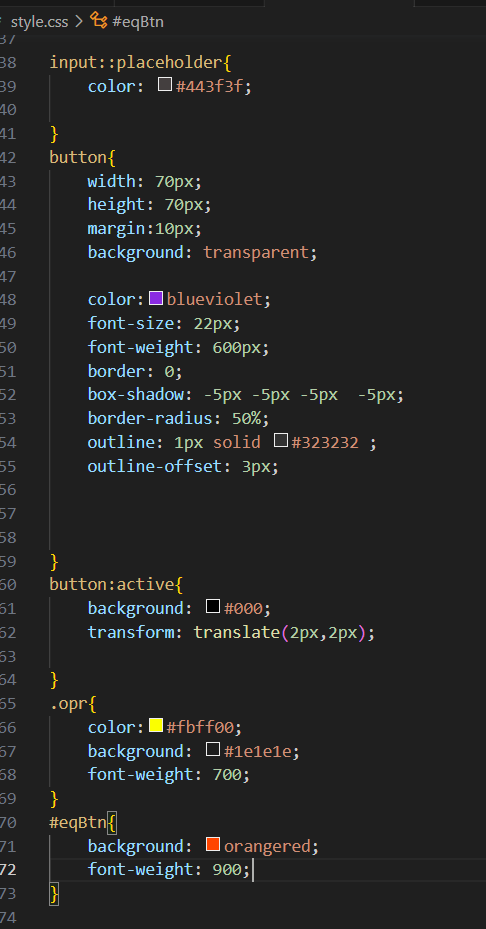 style.css > #eqBtn
37
38 input::placeholder{
39 color: #443f3f;
40
41 }
42 button{
43 width: 70px;
44 height: 70px;
45 margin:10px;
46 background: transparent;
47
48 color: blueviolet;
49 font-size: 22px;
50 font-weight: 600px;
51 border: 0;
52 box-shadow: -5px -5px -5px  -5px;
53 border-radius: 50%;
54 outline: 1px solid #323232 ;
55 outline-offset: 3px;
56
57
58
59 }
60 button:active{
61 background: #000;
62 transform: translate(2px,2px);
63
64 }
65 .opr{
66 color: #fbff00;
67 background: #1e1e1e;
68 font-weight: 700;
69 }
70 #eqBtn{
71 background: orangered;
72 font-weight: 900;
73 }
74